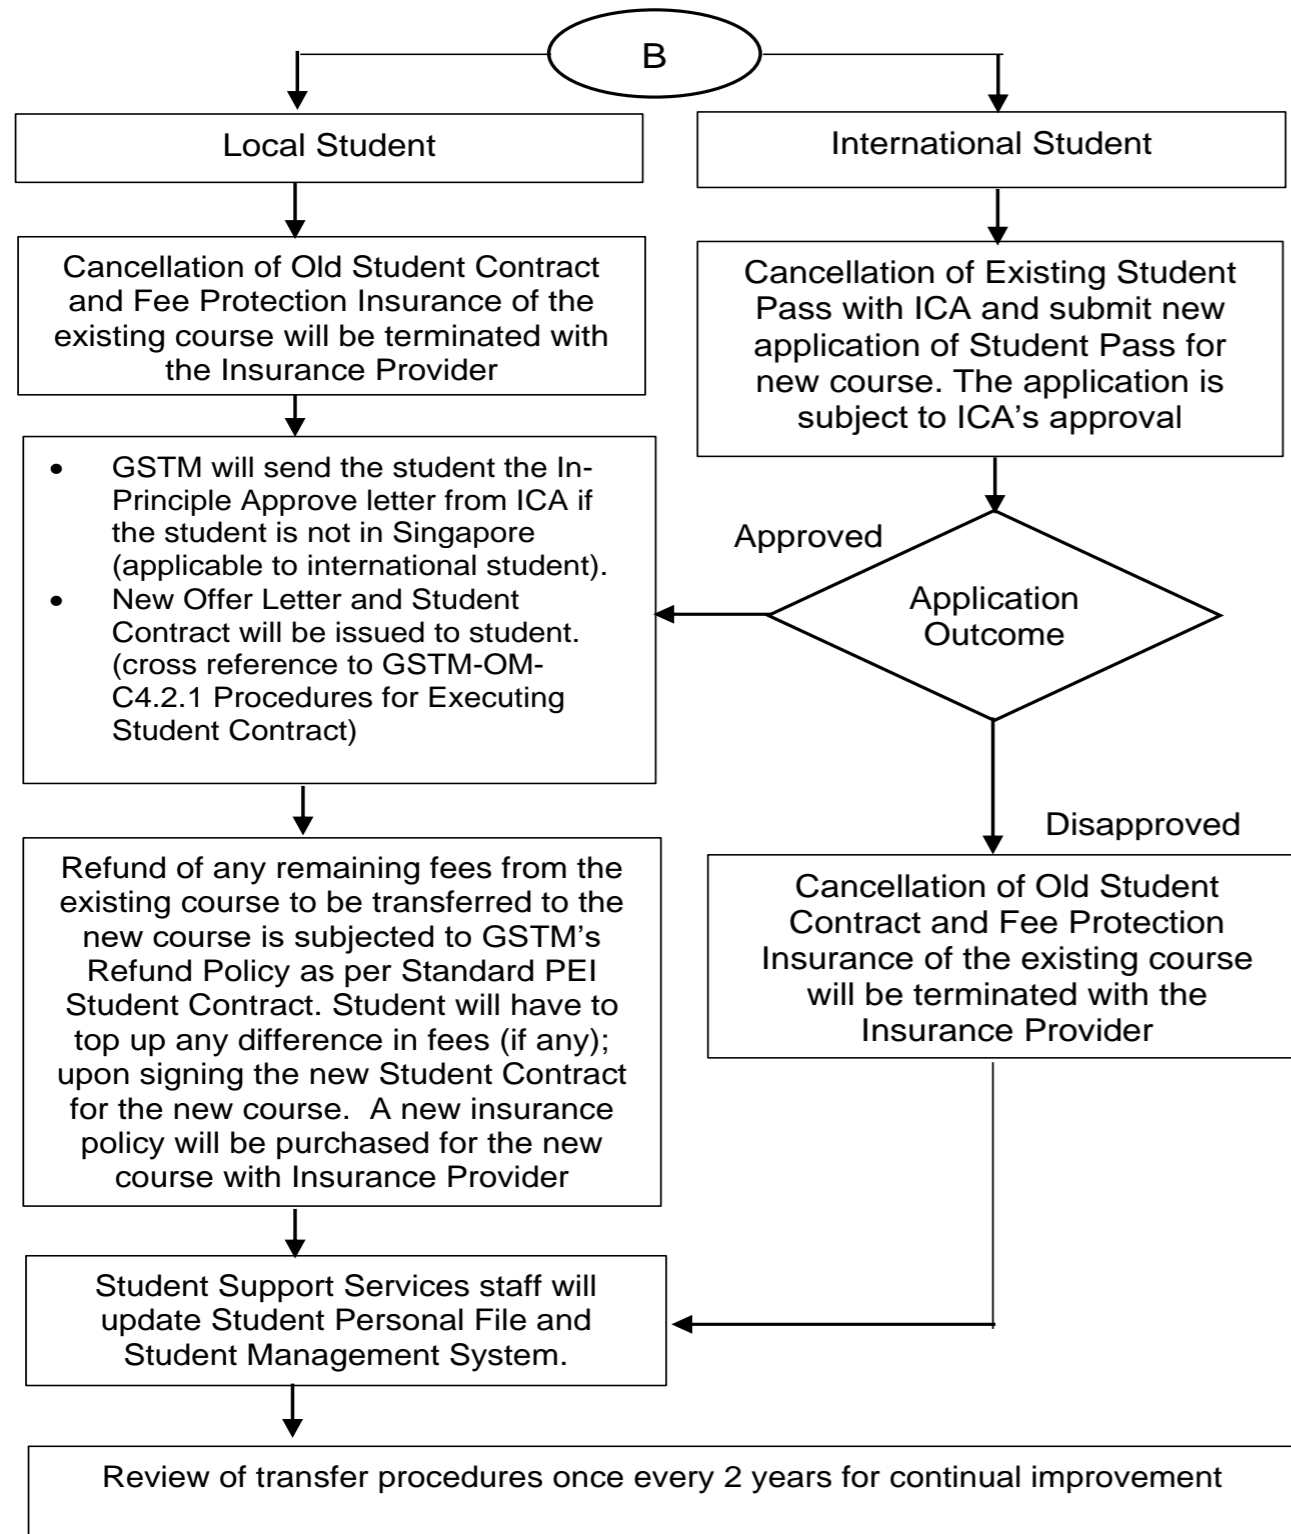 B
Local Student
International Student
Cancellation of Old Student Contract
and Fee Protection Insurance of the
existing course will be terminated with
the Insurance Provider
Cancellation of Existing Student
Pass with ICA and submit new
application of Student Pass for
new course. The application is
subject to ICA’s approval
• GSTM will send the student the In-
Principle Approve letter from ICA if
the student is not in Singapore
(applicable to international student).
• New Offer Letter and Student
Contract will be issued to student.
(cross reference to GSTM-OM-
C4.2.1 Procedures for Executing
Student Contract)
Approved
Application
Outcome
Disapproved
Refund of any remaining fees from the
existing course to be transferred to the
new course is subjected to GSTM’s
Refund Policy as per Standard PEI
Student Contract. Student will have to
top up any difference in fees (if any);
upon signing the new Student Contract
for the new course.  A new insurance
policy will be purchased for the new
course with Insurance Provider
Cancellation of Old Student
Contract and Fee Protection
Insurance of the existing course
will be terminated with the
Insurance Provider
Student Support Services staff will
update Student Personal File and
Student Management System.
Review of transfer procedures once every 2 years for continual improvement